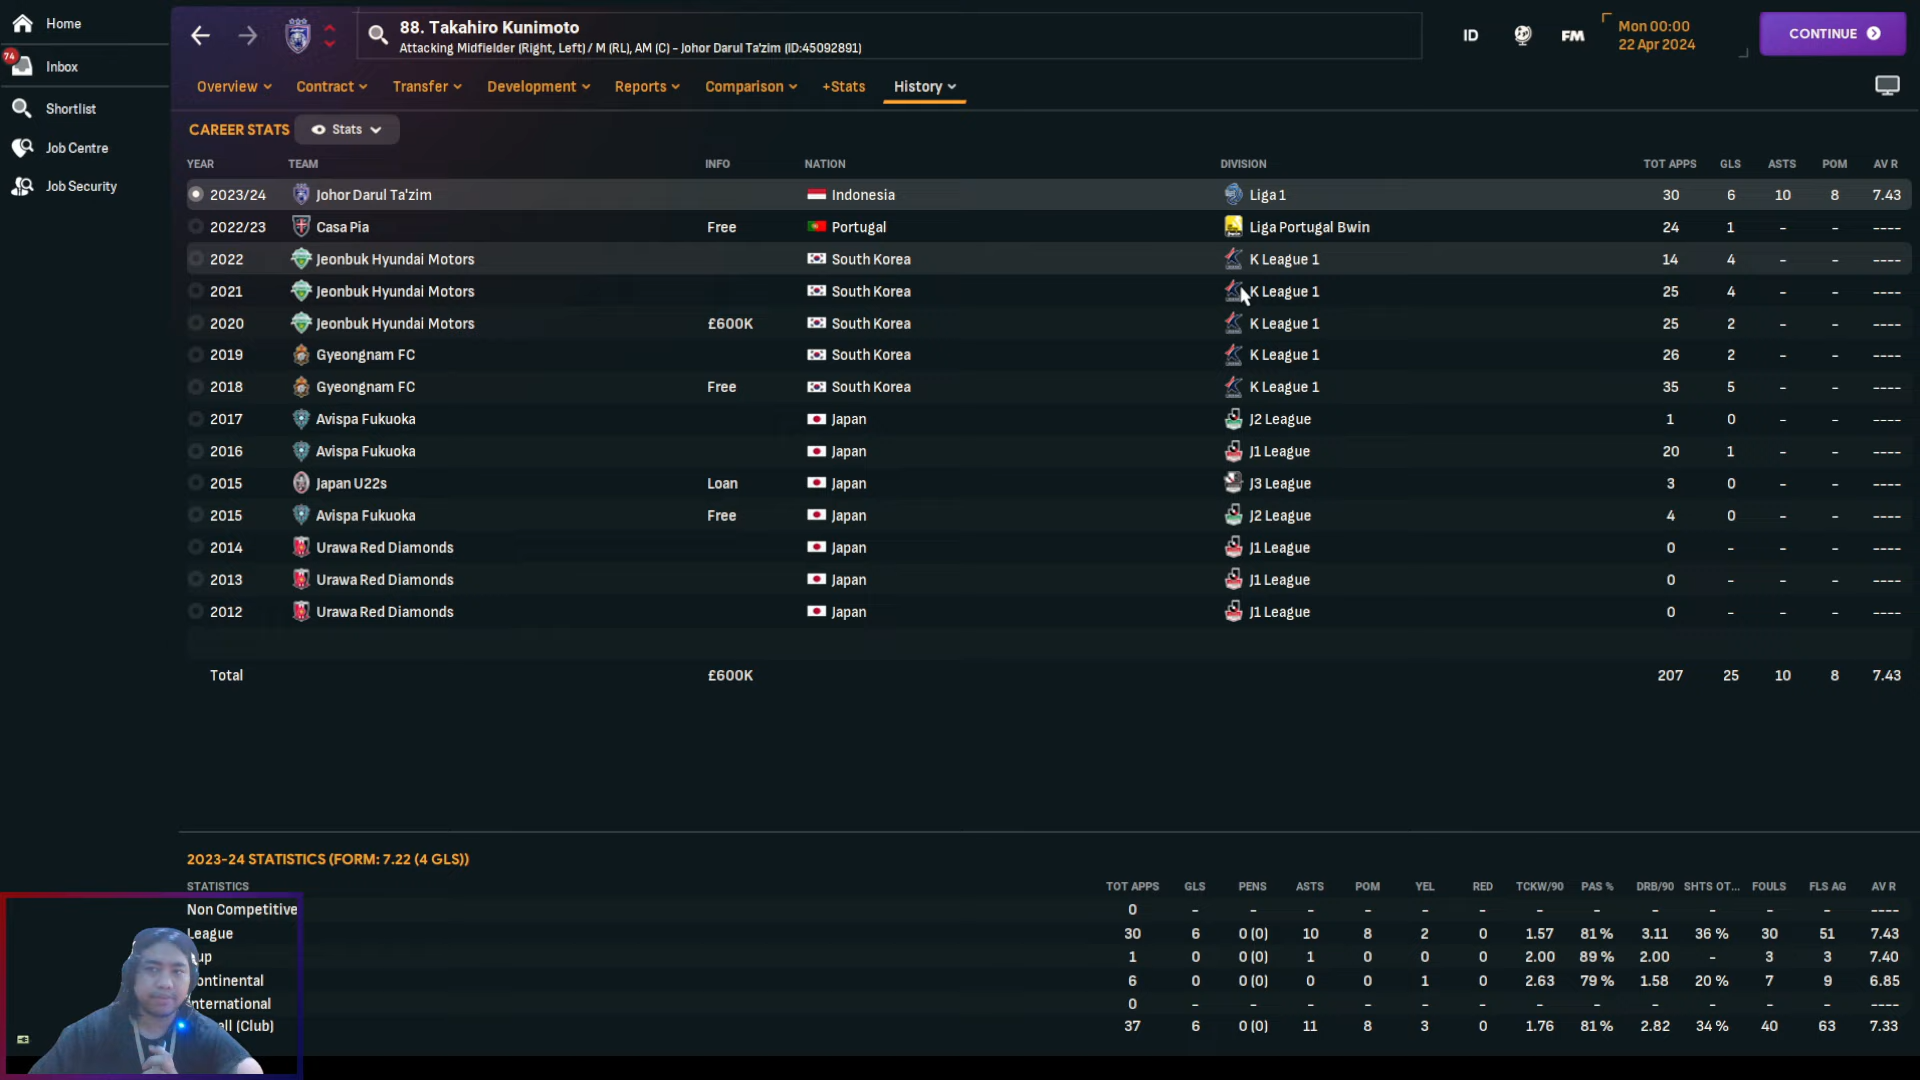 Home
74
Inbox
Shortlist
Job Centre
Job Security
88. Takahiro Kunimoto
Attacking Midfielder (Right, Left) / M (RL), AM (C) - Johor Darul Ta'zim (ID:45092891)
ID
FM
Mon 00:00
22 Apr 2024
CONTINUE
Overview Contract Transfer Development Reports Comparison +Stats History
CAREER STATS Stats
YEAR TEAM INFO NATION DIVISION TOT APPS GLS ASTS POM AV R
2023/24 Johor Darul Ta'zim Indonesia Liga 1 30 6 10 8 7.43
2022/23 Casa Pia Free Portugal Liga Portugal Bwin 24 1 - - ----
2022 Jeonbuk Hyundai Motors South Korea K League 1 14 4 - - ----
2021 Jeonbuk Hyundai Motors South Korea K League 1 25 4 - - ----
2020 Jeonbuk Hyundai Motors £600K South Korea K League 1 25 2 - - ----
2019 Gyeongnam FC South Korea K League 1 26 2 - - ----
2018 Gyeongnam FC Free South Korea K League 1 35 5 - - ----
2017 Avispa Fukuoka Japan J2 League 1 0 - - ----
2016 Avispa Fukuoka Japan J1 League 20 1 - - ----
2015 Japan U22s Loan Japan J3 League 3 0 - - ----
2015 Avispa Fukuoka Free Japan J2 League 4 0 - - ----
2014 Urawa Red Diamonds Japan J1 League 0 - - - ----
2013 Urawa Red Diamonds Japan J1 League 0 - - - ----
2012 Urawa Red Diamonds Japan J1 League 0 - - - ----
Total £600K 207 25 10 8 7.43
2023-24 STATISTICS (FORM: 7.22 (4 GLS))
STATISTICS TOT APPS GLS PENS ASTS POM YEL RED TCKW/90 PAS % DRB/90 SHTS OT... FOULS FLS AG AV R
Non Competitive 0 - - - - - - - - - - - - ----
League 30 6 0 (0) 10 8 2 0 1.57 81 % 3.11 36 % 30 51 7.43
up 1 0 0 (0) 1 0 0 0 2.00 89 % 2.00 - 3 3 7.40
ontinental 6 0 0 (0) 0 0 1 0 2.63 79 % 1.58 20 % 7 9 6.85
nternational 0 - - - - - - - - - - - - ----
ll (Club) 37 6 0 (0) 11 8 3 0 1.76 81 % 2.82 34 % 40 63 7.33